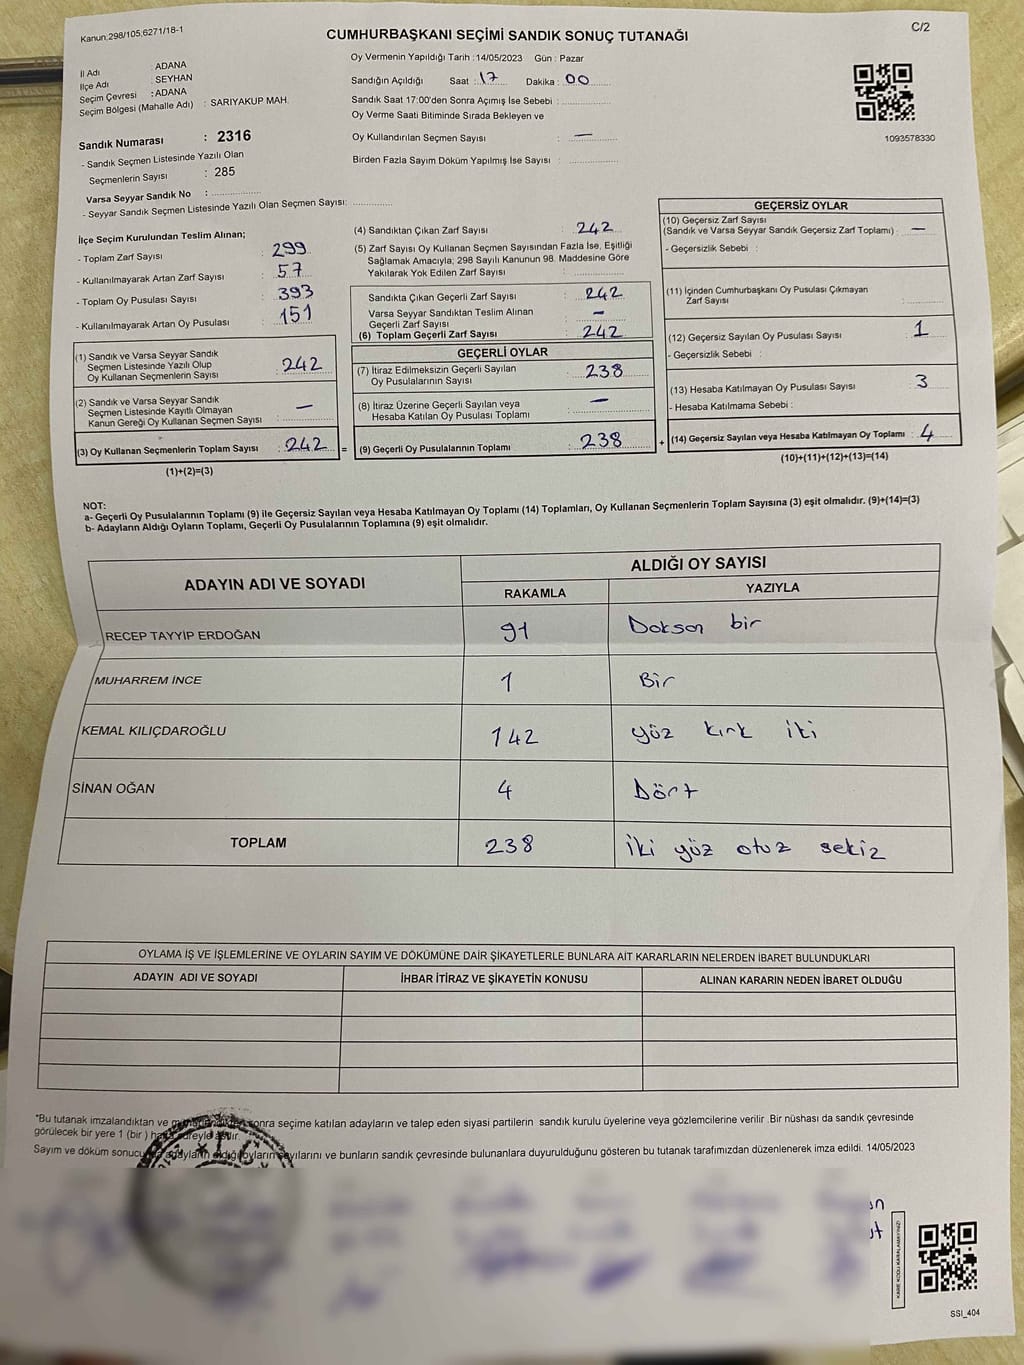 Kanun;298/105,6271/18-1
CUMHURBAŞKANI SEÇİMİ SANDIK SONUÇ TUTANAĞI
C/2
İl Adı : ADANA
İlçe Adı : SEYHAN
Seçim Çevresi : ADANA
Seçim Bölgesi (Mahalle Adı) : SARIYAKUP MAH.
Sandık Numarası : 2316
- Sandık Seçmen Listesinde Yazılı Olan
Seçmenlerin Sayısı : 285
Varsa Seyyar Sandık No :
- Seyyar Sandık Seçmen Listesinde Yazılı Olan Seçmen Sayısı:
Oy Vermenin Yapıldığı Tarih :14/05/2023 Gün : Pazar
Sandığın Açıldığı Saat : 17 Dakika : 00
Sandık Saat 17:00'den Sonra Açımış İse Sebebi :
Oy Verme Saati Bitiminde Sırada Bekleyen ve
Oy Kullandırılan Seçmen Sayısı : —
Birden Fazla Sayım Döküm Yapılmış İse Sayısı :
1093578330
İlçe Seçim Kurulundan Teslim Alınan;
- Toplam Zarf Sayısı : 299
- Kullanılmayarak Artan Zarf Sayısı : 57
- Toplam Oy Pusulası Sayısı : 393
- Kullanılmayarak Artan Oy Pusulası : 151
(1) Sandık ve Varsa Seyyar Sandık
Seçmen Listesinde Yazılı Olup
Oy Kullanan Seçmenlerin Sayısı : 242
(2) Sandık ve Varsa Seyyar Sandık
Seçmen Listesinde Kayıtlı Olmayan
Kanun Gereği Oy Kullanan Seçmen Sayısı : —
(3) Oy Kullanan Seçmenlerin Toplam Sayısı : 242 =
(1)+(2)=(3)
(4) Sandıktan Çıkan Zarf Sayısı : 242
(5) Zarf Sayısı Oy Kullanan Seçmen Sayısından Fazla İse, Eşitliği
Sağlamak Amacıyla; 298 Sayılı Kanunun 98. Maddesine Göre
Yakılarak Yok Edilen Zarf Sayısı :
Sandıkta Çıkan Geçerli Zarf Sayısı : 242
Varsa Seyyar Sandıktan Teslim Alınan
Geçerli Zarf Sayısı : —
(6) Toplam Geçerli Zarf Sayısı : 242
GEÇERLİ OYLAR
(7) İtiraz Edilmeksizin Geçerli Sayılan
Oy Pusulalarının Sayısı : 238
(8) İtiraz Üzerine Geçerli Sayılan veya
Hesaba Katılan Oy Pusulası Toplamı : —
(9) Geçerli Oy Pusulalarının Toplamı : 238 +
GEÇERSİZ OYLAR
(10) Geçersiz Zarf Sayısı
(Sandık ve Varsa Seyyar Sandık Geçersiz Zarf Toplamı) : —
- Geçersizlik Sebebi :
(11) İçinden Cumhurbaşkanı Oy Pusulası Çıkmayan
Zarf Sayısı :
(12) Geçersiz Sayılan Oy Pusulası Sayısı : 1
- Geçersizlik Sebebi :
(13) Hesaba Katılmayan Oy Pusulası Sayısı : 3
- Hesaba Katılmama Sebebi :
(14) Geçersiz Sayılan veya Hesaba Katılmayan Oy Toplamı : 4
(10)+(11)+(12)+(13)=(14)
NOT:
a- Geçerli Oy Pusulalarının Toplamı (9) ile Geçersiz Sayılan veya Hesaba Katılmayan Oy Toplamı (14) Toplamları, Oy Kullanan Seçmenlerin Toplam Sayısına (3) eşit olmalıdır. (9)+(14)=(3)
b- Adayların Aldığı Oyların Toplamı, Geçerli Oy Pusulalarının Toplamına (9) eşit olmalıdır.
ADAYIN ADI VE SOYADI
ALDIĞI OY SAYISI
RAKAMLA YAZIYLA
RECEP TAYYİP ERDOĞAN 91 Doksan bir
MUHARREM İNCE 1 Bir
KEMAL KILIÇDAROĞLU 142 yüz kırk iki
SİNAN OĞAN 4 Dört
TOPLAM 238 iki yüz otuz sekiz
OYLAMA İŞ VE İŞLEMLERİNE VE OYLARIN SAYIM VE DÖKÜMÜNE DAİR ŞİKAYETLERLE BUNLARA AİT KARARLARIN NELERDEN İBARET BULUNDUKLARI
ADAYIN ADI VE SOYADI İHBAR İTİRAZ VE ŞİKAYETİN KONUSU ALINAN KARARIN NEDEN İBARET OLDUĞU
*Bu tutanak imzalandıktan ve sonra seçime katılan adayların ve talep eden siyasi partilerin sandık kurulu üyelerine veya gözlemcilerine verilir. Bir nüshası da sandık çevresinde
görülecek bir yere 1 (bir ) hafta süreyle asılır.
Sayım ve döküm sonucunda adayların aldığı oyların sayılarını ve bunların sandık çevresinde bulunanlara duyurulduğunu gösteren bu tutanak tarafımızdan düzenlenerek imza edildi. 14/05/2023
KARE KODU KARALAMAYINIZ!
SSI_404